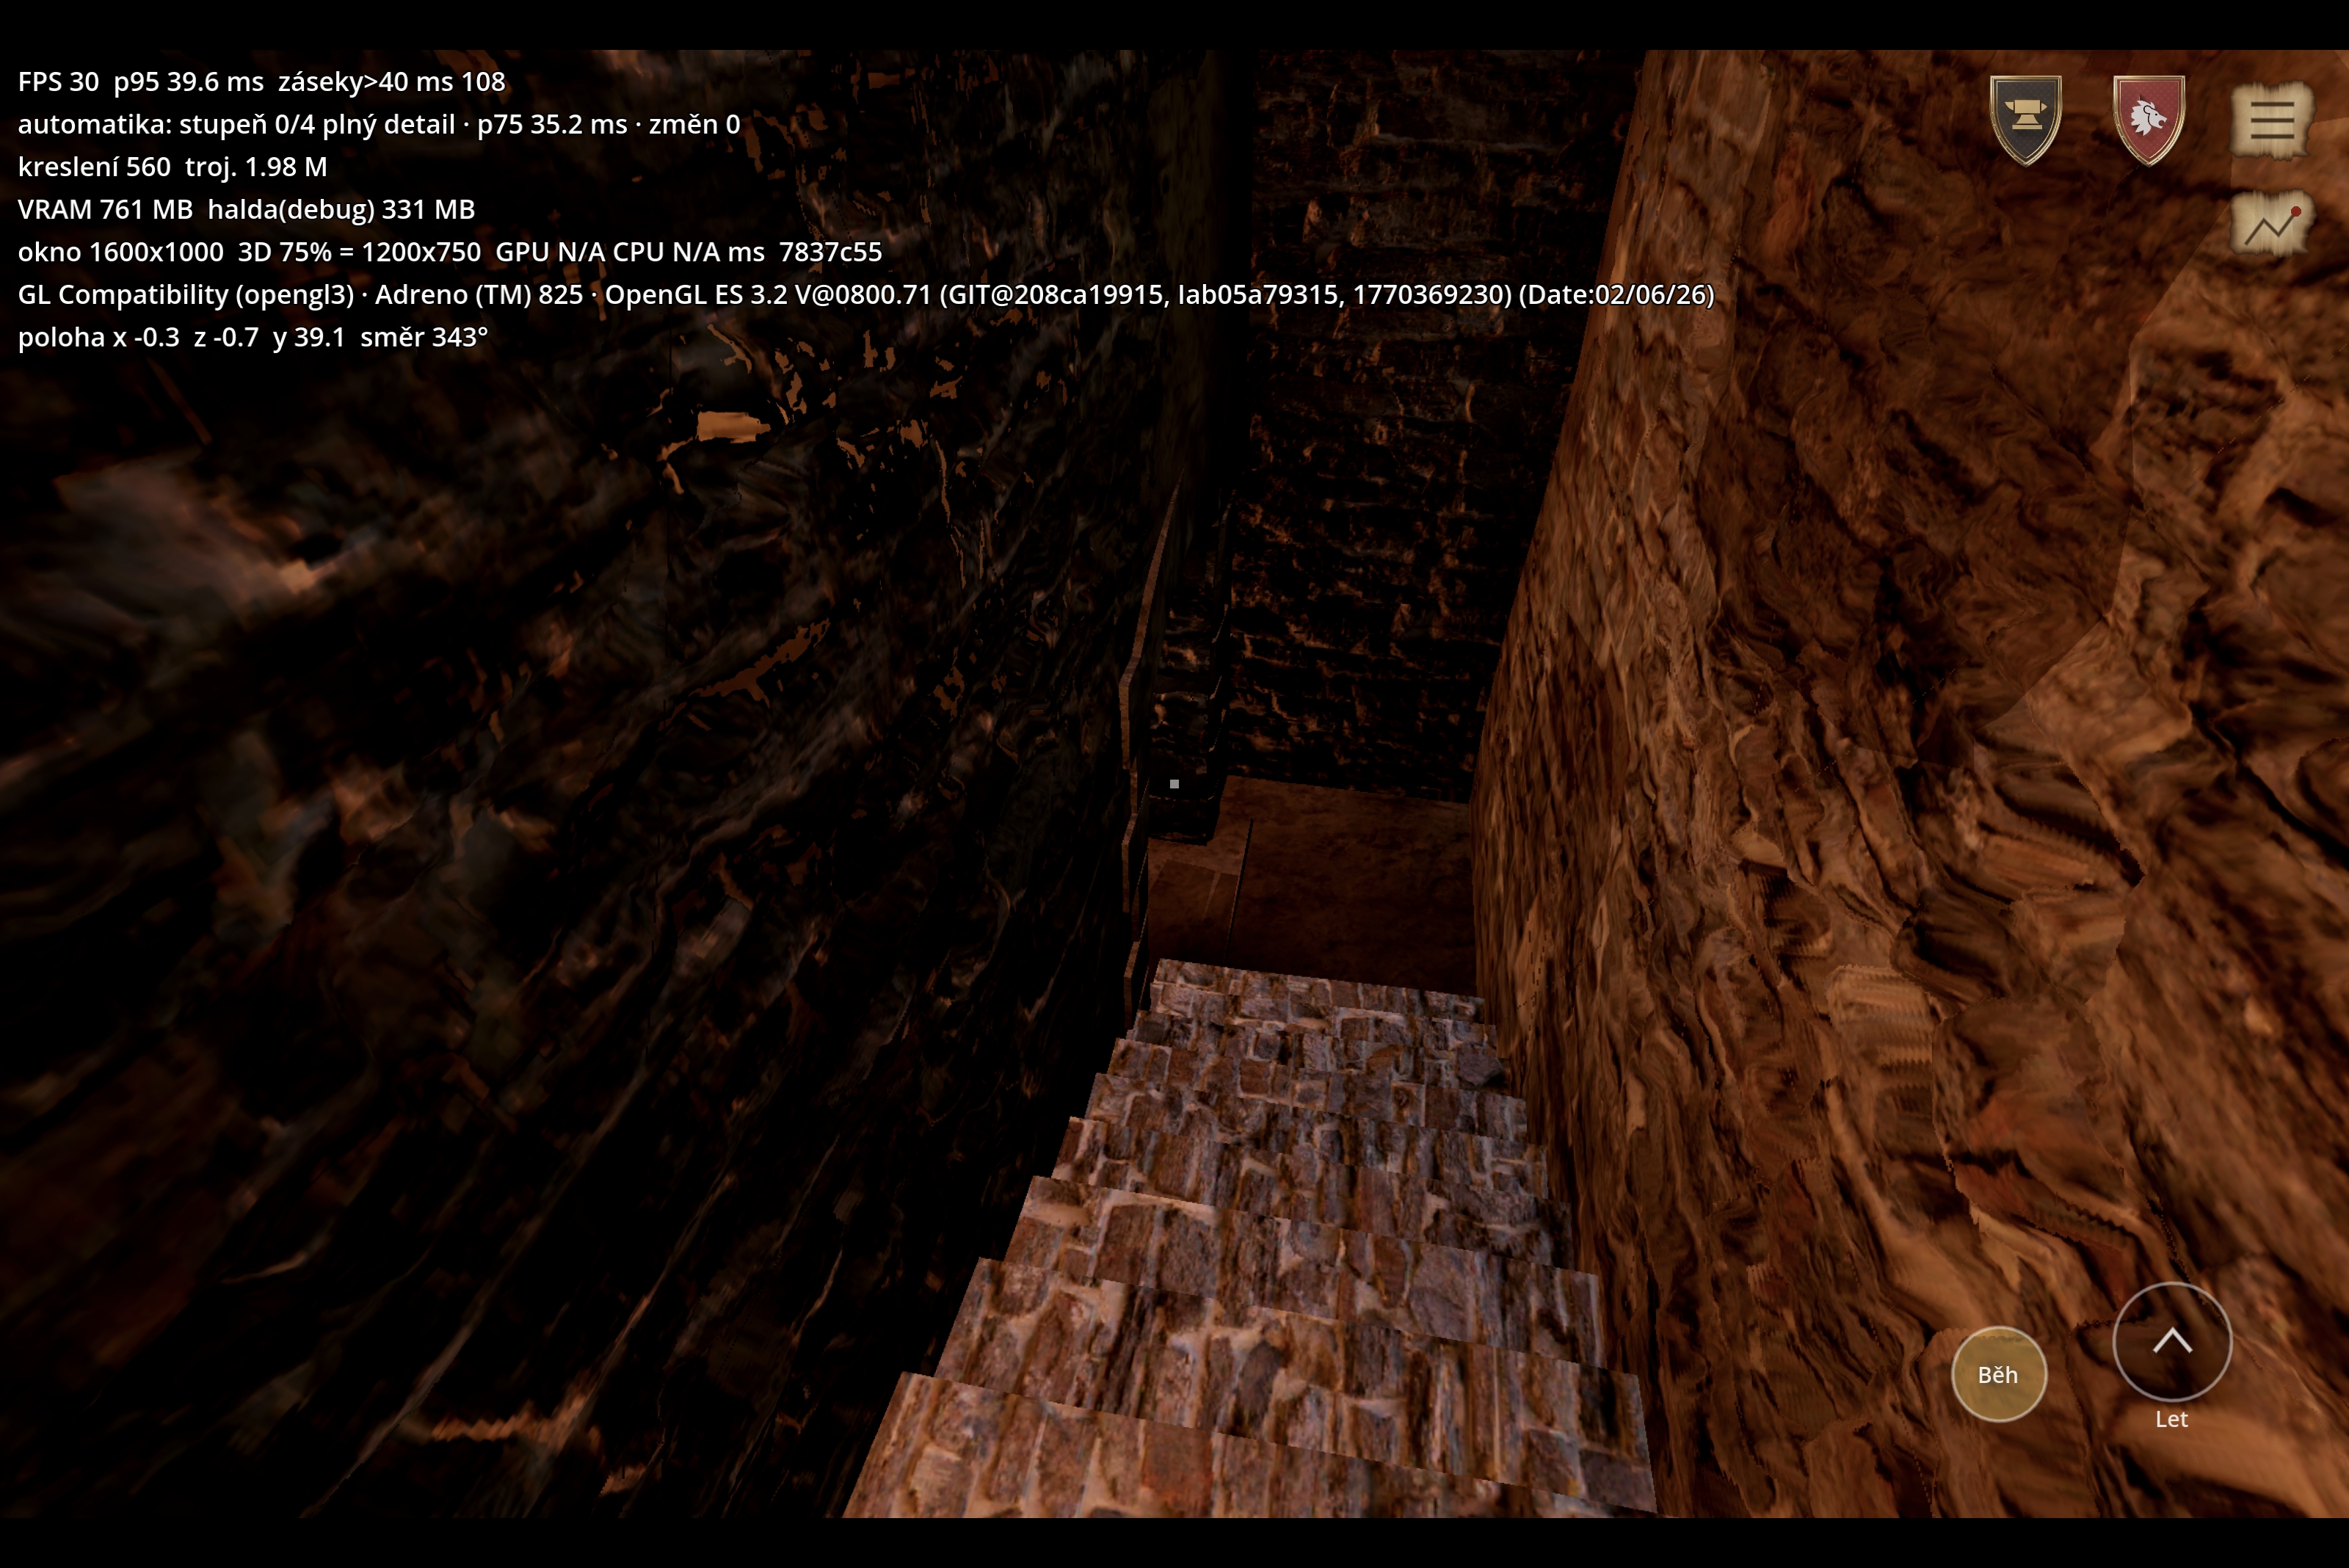 FPS 30  p95 39.6 ms  záseky>40 ms 108
automatika: stupeň 0/4 plný detail · p75 35.2 ms · změn 0
kreslení 560  troj. 1.98 M
VRAM 761 MB  halda(debug) 331 MB
okno 1600x1000  3D 75% = 1200x750  GPU N/A CPU N/A ms  7837c55
GL Compatibility (opengl3) · Adreno (TM) 825 · OpenGL ES 3.2 V@0800.71 (GIT@208ca19915, Iab05a79315, 1770369230) (Date:02/06/26)
poloha x -0.3  z -0.7  y 39.1  směr 343°
Běh
Let